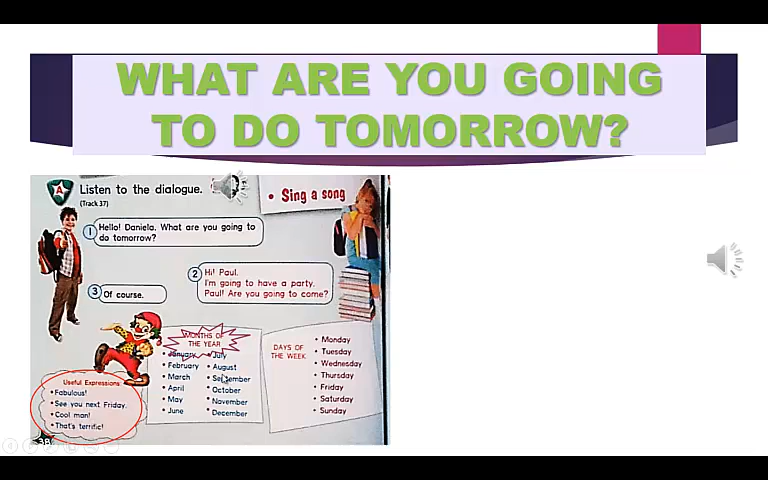 WHAT ARE YOU GOING
TO DO TOMORROW?
A
Listen to the dialogue.
(Track 37)
• Sing a song
1
Hello! Daniela. What are you going to
do tomorrow?
2
Hi! Paul.
I'm going to have a party.
Paul! Are you going to come?
3
Of course.
MONTHS OF
THE YEAR
• January
• February
• March
• April
• May
• June
• July
• August
• September
• October
• November
• December
DAYS OF
THE WEEK
• Monday
• Tuesday
• Wednesday
• Thursday
• Friday
• Saturday
• Sunday
Useful Expressions
• Fabulous!
• See you next Friday.
• Cool man!
• That's terrific!
38